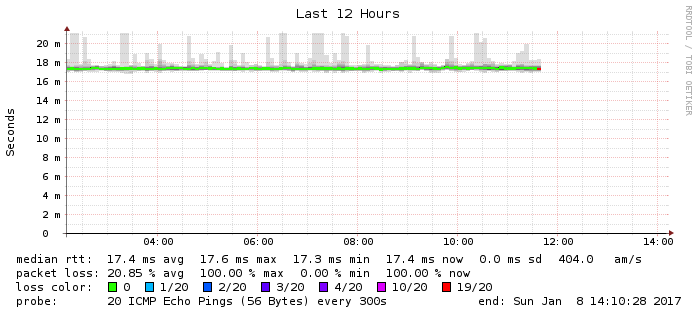 Last 12 Hours
RRDTOOL / TOBI OETIKER
Seconds
20 m
18 m
16 m
14 m
12 m
10 m
8 m
6 m
4 m
2 m
0
04:00 06:00 08:00 10:00 12:00 14:00
median rtt: 17.4 ms avg 17.6 ms max 17.3 ms min 17.4 ms now 0.0 ms sd 404.0 am/s
packet loss: 20.85 % avg 100.00 % max 0.00 % min 100.00 % now
loss color: 0 1/20 2/20 3/20 4/20 10/20 19/20
probe: 20 ICMP Echo Pings (56 Bytes) every 300s end: Sun Jan 8 14:10:28 2017